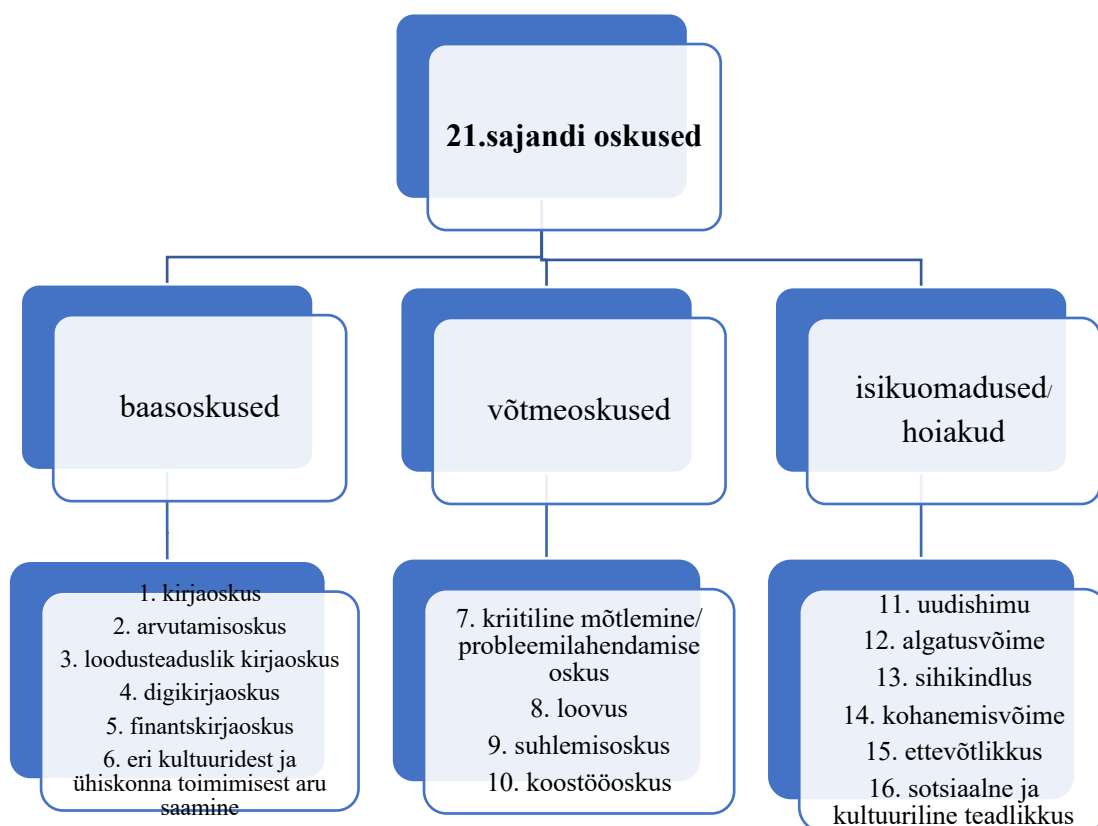 21.sajandi oskused
baasoskused
võtmeoskused
isikuomadused/
hoiakud
1. kirjaoskus
2. arvutamisoskus
3. loodusteaduslik kirjaoskus
4. digikirjaoskus
5. finantskirjaoskus
6. eri kultuuridest ja
ühiskonna toimimisest aru
saamine
7. kriitiline mõtlemine/
probleemilahendamise
oskus
8. loovus
9. suhlemisoskus
10. koostööoskus
11. uudishimu
12. algatusvõime
13. sihikindlus
14. kohanemisvõime
15. ettevõtlikkus
16. sotsiaalne ja
kultuuriline teadlikkus